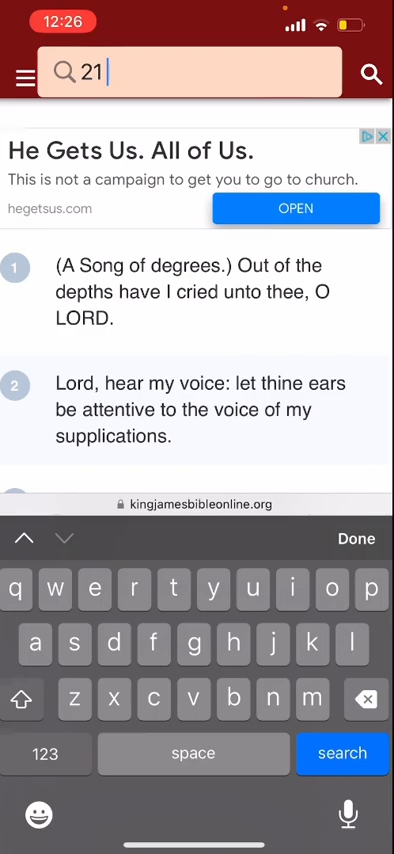 12:26
21
He Gets Us. All of Us.
This is not a campaign to get you to go to church.
hegetsus.com
OPEN
1
(A Song of degrees.) Out of the
depths have I cried unto thee, O
LORD.
2
Lord, hear my voice: let thine ears
be attentive to the voice of my
supplications.
kingjamesbibleonline.org
Done
q w e r t y u i o p
a s d f g h j k l
z x c v b n m
123 space search